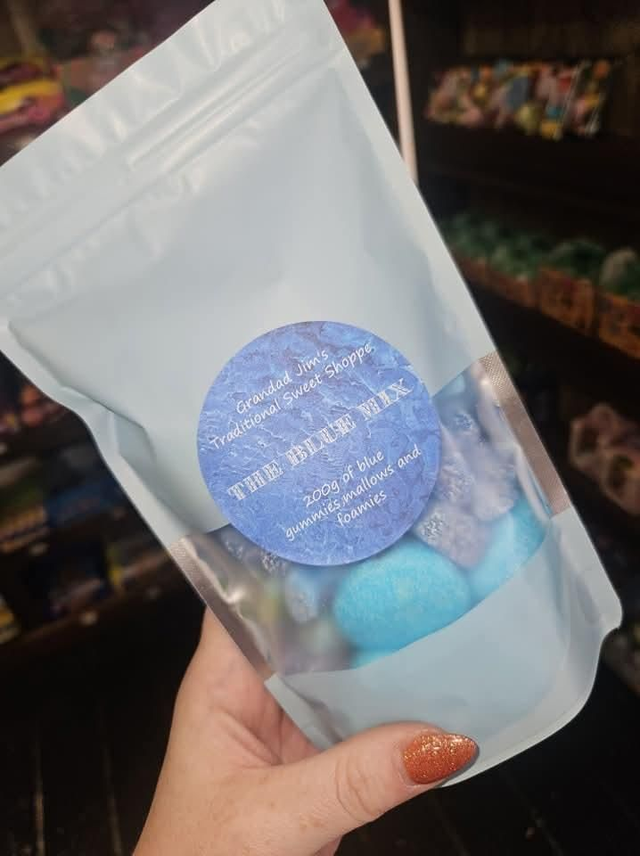 Grandad Jim's
Traditional Sweet Shoppe
THE BLUE MIX
200g of blue
gummies mallows and
foamies